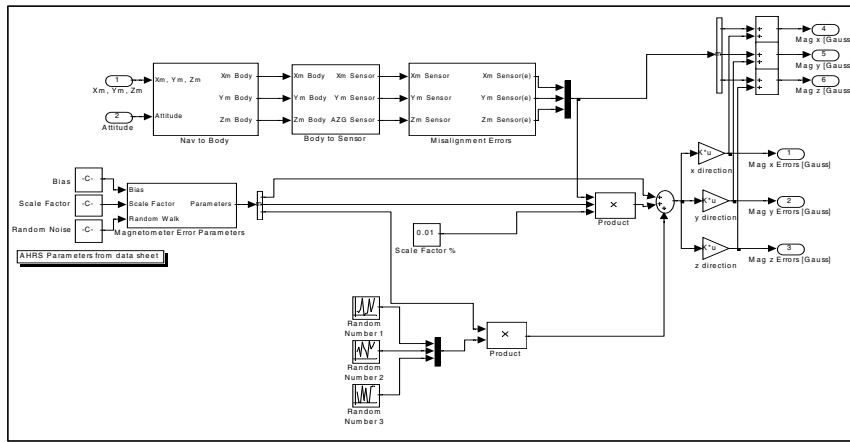 1
Xm, Ym, Zm
2
Attitude
Xm, Ym, Zm
Attitude
Xm Body
Ym Body
Zm Body
Nav to Body
Xm Body
Ym Body
Zm Body
Xm Sensor
Ym Sensor
AZG Sensor
Body to Sensor
Xm Sensor
Ym Sensor
Zm Sensor
Xm Sensor(e)
Ym Sensor(e)
Zm Sensor(e)
Misalignment Errors
4
Mag x [Gauss
5
Mag y [Gauss
6
Mag z [Gauss
Bias
-C-
Scale Factor
-C-
Random Noise
-C-
Bias
Scale Factor
Random Walk
Parameters
Magnetometer Error Parameters
AHRS Parameters from data sheet
0.01
Scale Factor %
×
Product
K*u
x direction
1
Mag x Errors [Gauss]
K*u
y direction
2
Mag y Errors [Gauss]
K*u
z direction
3
Mag z Errors [Gauss]
Random
Number 1
Random
Number 2
Random
Number 3
×
Product